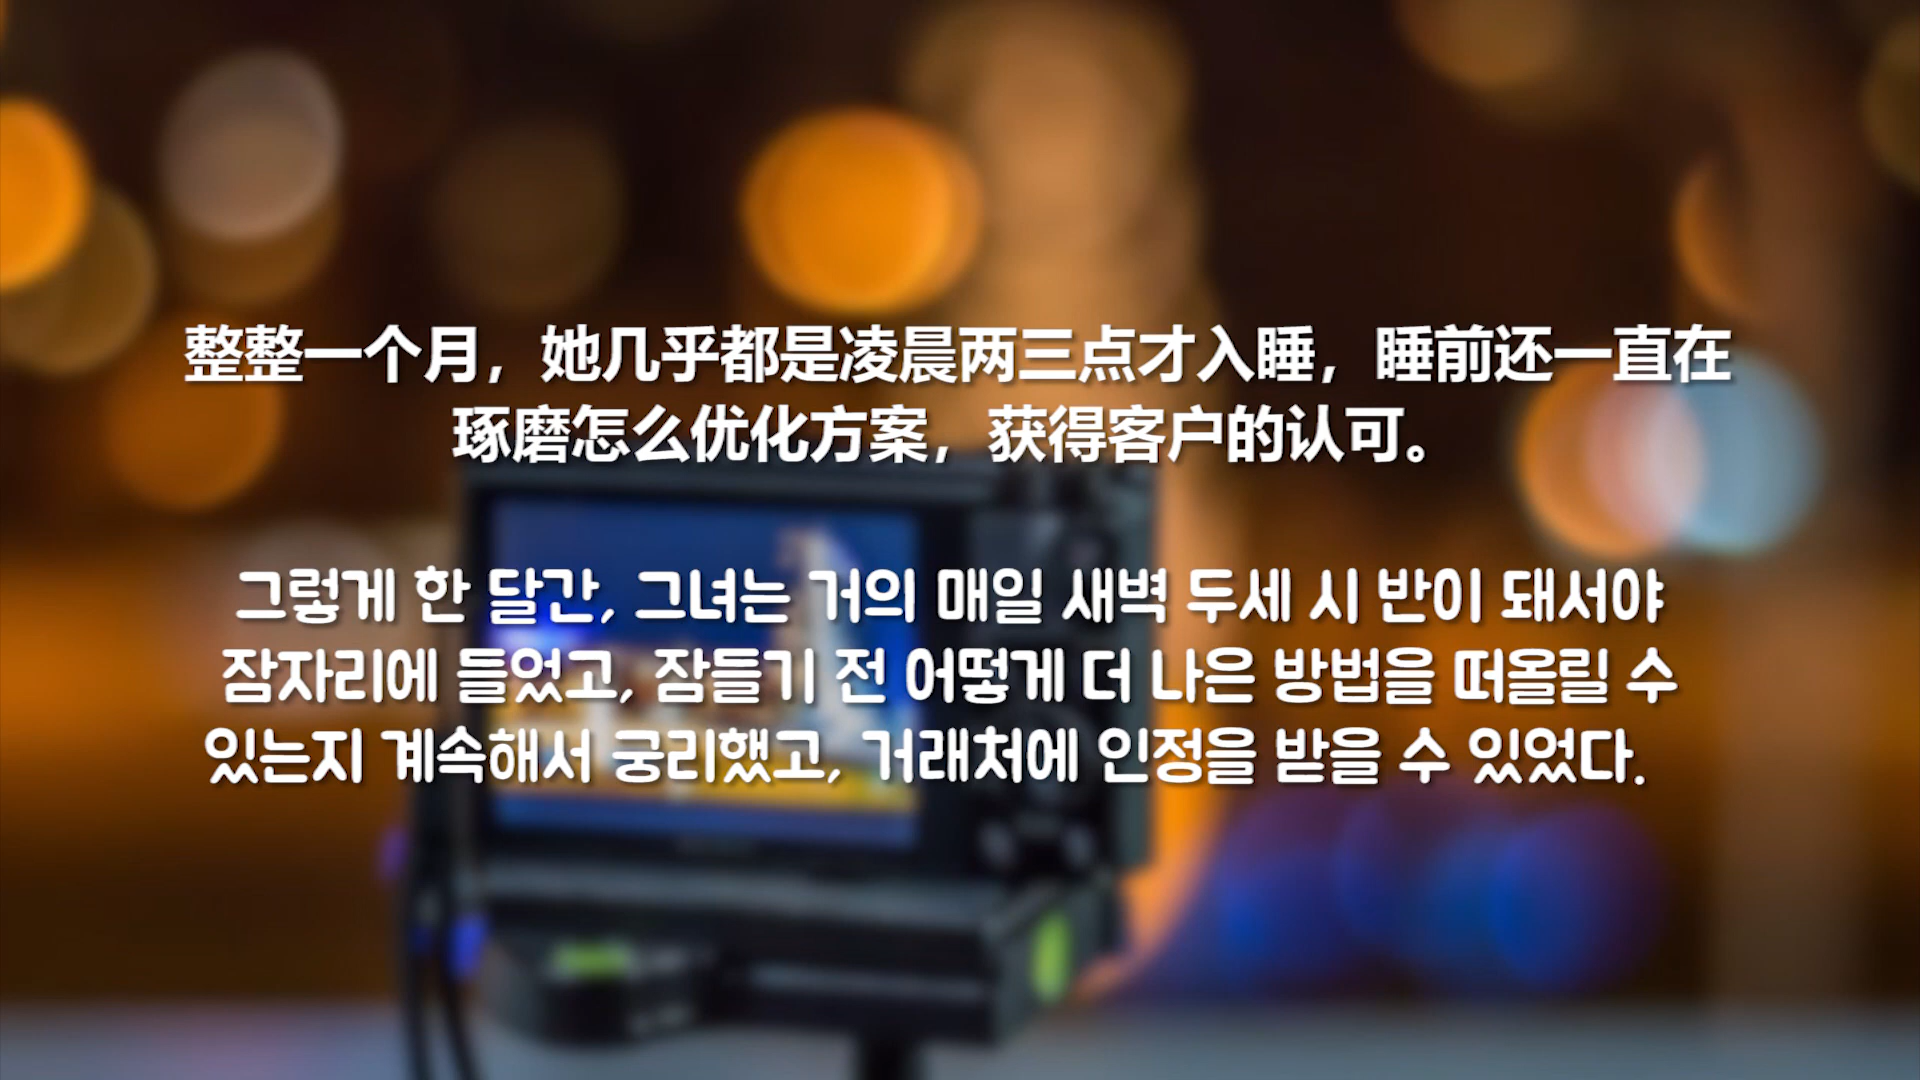 整整一个月，她几乎都是凌晨两三点才入睡，睡前还一直在
琢磨怎么优化方案，获得客户的认可。
그렇게 한 달간, 그녀는 거의 매일 새벽 두세 시 반이 돼서야
잠자리에 들었고, 잠들기 전 어떻게 더 나은 방법을 떠올릴 수
있는지 계속해서 궁리했고, 거래처에 인정을 받을 수 있었다.